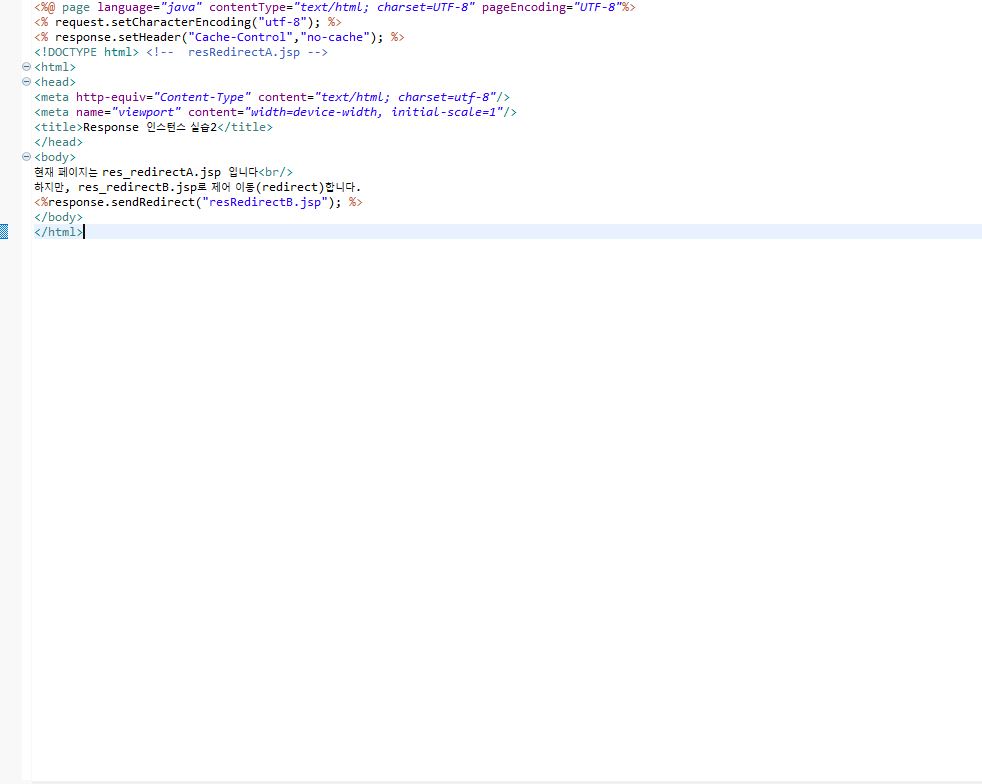 <%@ page language="java" contentType="text/html; charset=UTF-8" pageEncoding="UTF-8"%>
<% request.setCharacterEncoding("utf-8"); %>
<% response.setHeader("Cache-Control","no-cache"); %>
<!DOCTYPE html> <!--  resRedirectA.jsp -->
<html>
<head>
<meta http-equiv="Content-Type" content="text/html; charset=utf-8"/>
<meta name="viewport" content="width=device-width, initial-scale=1"/>
<title>Response 인스턴스 실습2</title>
</head>
<body>
현재 페이지는 res_redirectA.jsp 입니다<br/>
하지만, res_redirectB.jsp로 제어 이동(redirect)합니다.
<%response.sendRedirect("resRedirectB.jsp"); %>
</body>
</html>